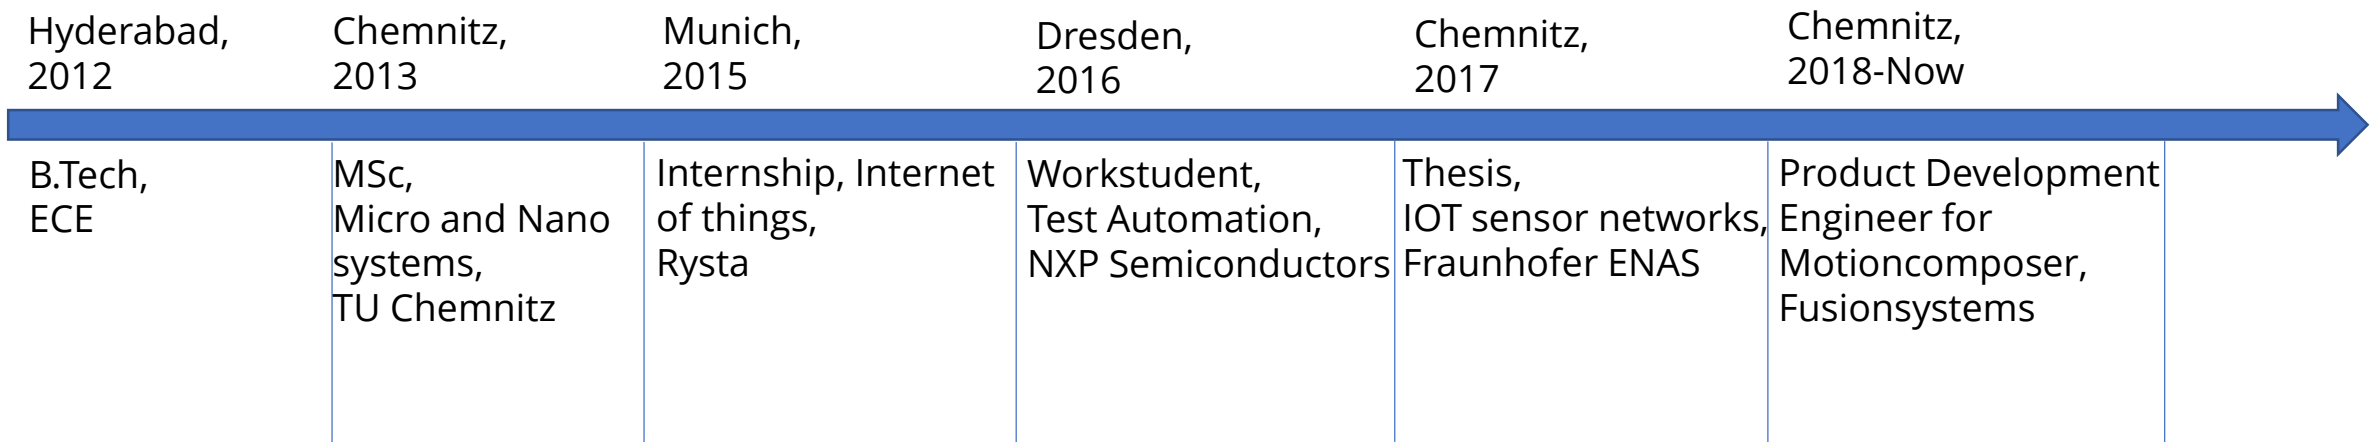 Hyderabad,
2012
Chemnitz,
2013
Munich,
2015
Dresden,
2016
Chemnitz,
2017
Chemnitz,
2018-Now
B.Tech,
ECE
MSc,
Micro and Nano
systems,
TU Chemnitz
Internship, Internet
of things,
Rysta
Workstudent,
Test Automation,
NXP Semiconductors
Thesis,
IOT sensor networks,
Fraunhofer ENAS
Product Development
Engineer for
Motioncomposer,
Fusionsystems